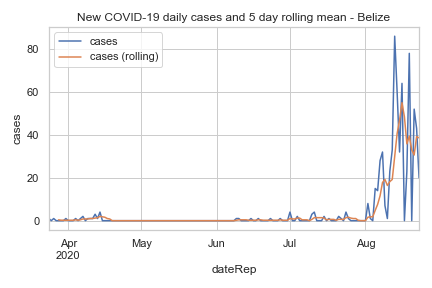 New COVID-19 daily cases and 5 day rolling mean - Belize
cases
cases (rolling)
80
60
40
20
0
cases
Apr
2020
May
Jun
Jul
Aug
dateRep